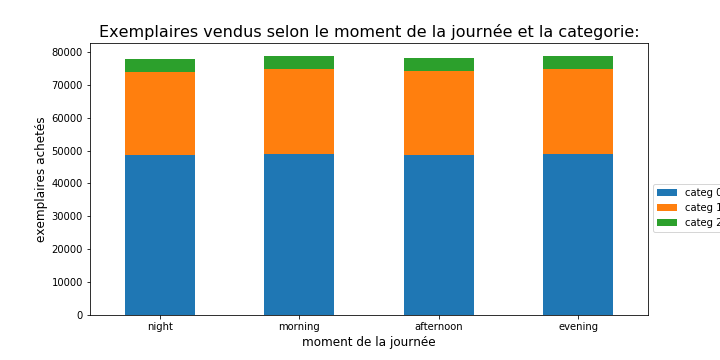 Exemplaires vendus selon le moment de la journée et la categorie:
80000
70000
60000
50000
40000
30000
20000
10000
0
exemplaires achetés
night morning afternoon evening
moment de la journée
categ 0
categ 1
categ 2